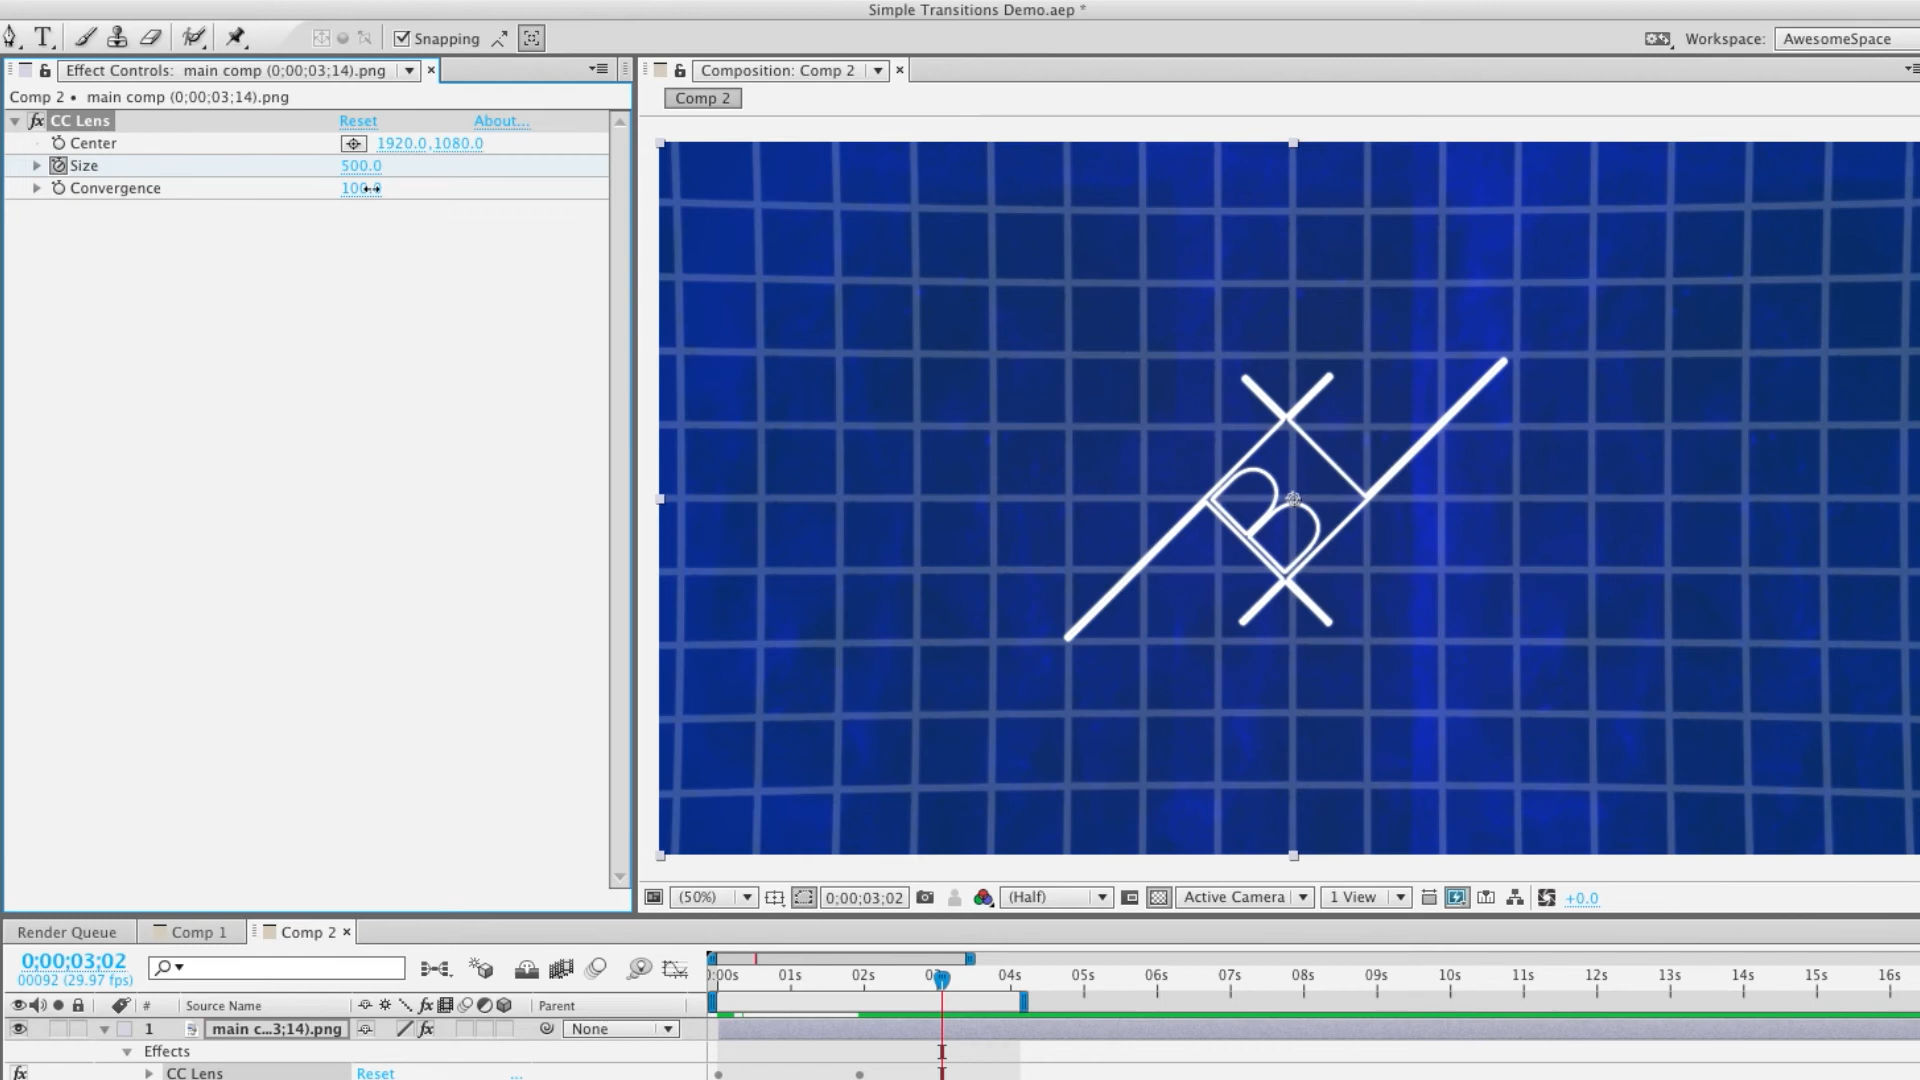 Simple Transitions Demo.aep *
T Snapping Workspace: AwesomeSpace
Effect Controls: main comp (0;00;03;14).png
Composition: Comp 2
Comp 2 • main comp (0;00;03;14).png
Comp 2
fx CC Lens Reset About...
Center 1920.0,1080.0
Size 500.0
Convergence
B
(50%) 0;00;03;02 (Half) Active Camera 1 View +0.0
Render Queue Comp 1 Comp 2
0;00;03;02
00092 (29.97 fps)
01s 02s 04s 05s 06s 07s 08s 09s 10s 11s 12s 13s 14s 15s 16s
# Source Name fx Parent
1 main c...3;14).png fx None
Effects
fx CC Lens Reset ...